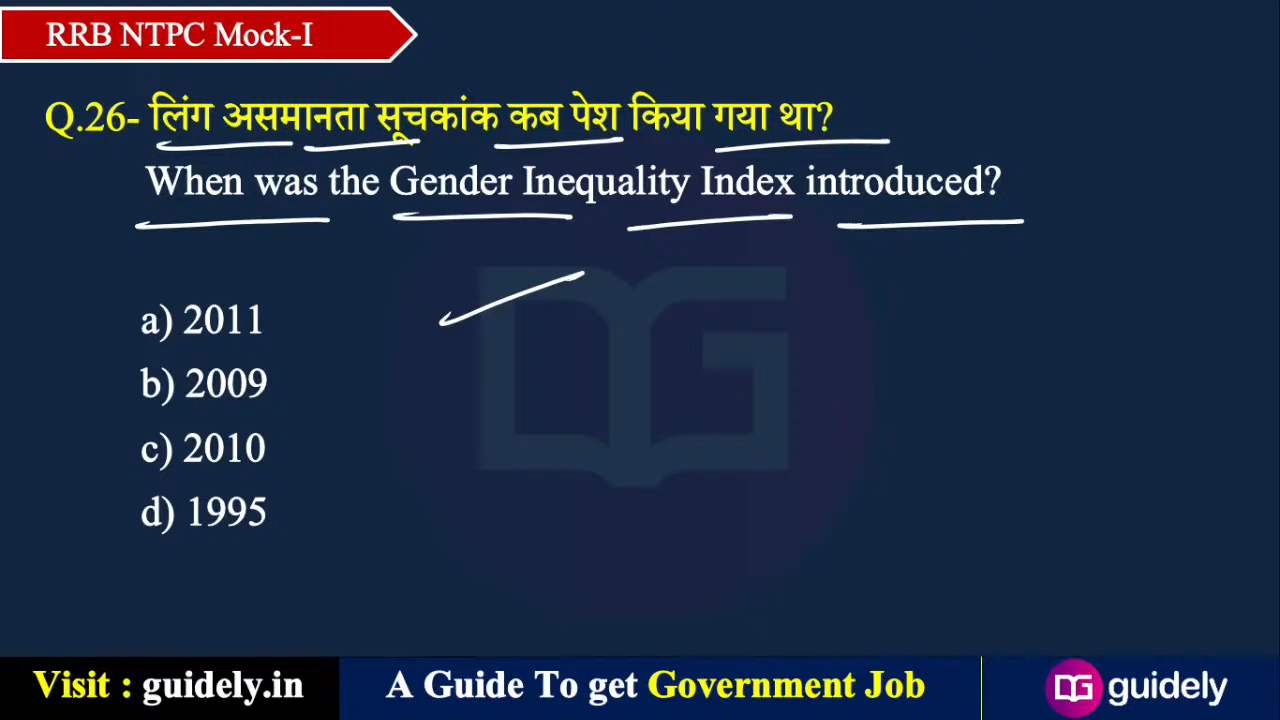 RRB NTPC Mock-I
Q.26- लिंग असमानता सूचकांक कब पेश किया गया था?
When was the Gender Inequality Index introduced?
a) 2011
b) 2009
c) 2010
d) 1995
Visit : guidely.in A Guide To get Government Job guidely